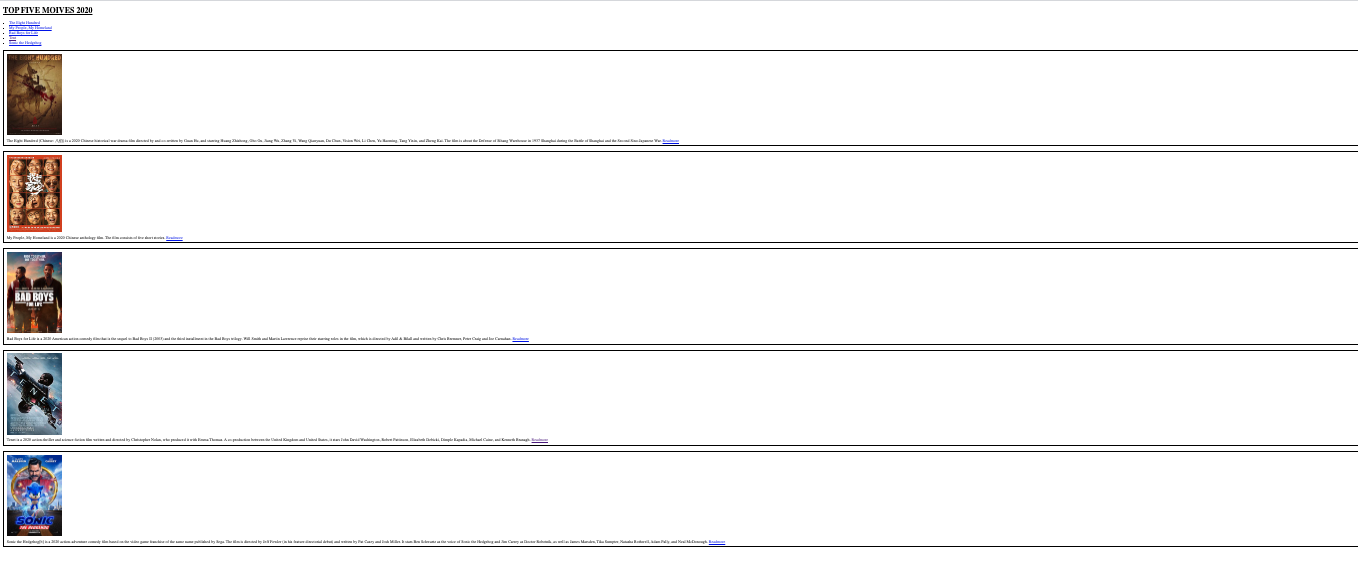 TOP FIVE MOIVES 2020
The Eight Hundred
My People, My Homeland
Bad Boys for Life
Tenet
Sonic the Hedgehog
THE EIGHT HUNDRED
The Eight Hundred (Chinese: 八佰) is a 2020 Chinese historical war drama film directed by and co-written by Guan Hu, and starring Huang Zhizhong, Oho Ou, Jiang Wu, Zhang Yi, Wang Qianyuan, Du Chun, Vision Wei, Li Chen, Yu Haoming, Tang Yixin, and Zheng Kai. The film is about the Defense of Sihang Warehouse in 1937 Shanghai during the Battle of Shanghai and the Second Sino-Japanese War. Readmore
My People, My Homeland is a 2020 Chinese anthology film. The film consists of five short stories. Readmore
BAD BOYS
FOR LIFE
Bad Boys for Life is a 2020 American action comedy film that is the sequel to Bad Boys II (2003) and the third installment in the Bad Boys trilogy. Will Smith and Martin Lawrence reprise their starring roles in the film, which is directed by Adil & Bilall and written by Chris Bremner, Peter Craig and Joe Carnahan. Readmore
TENET
Tenet is a 2020 action-thriller and science fiction film written and directed by Christopher Nolan, who produced it with Emma Thomas. A co-production between the United Kingdom and United States, it stars John David Washington, Robert Pattinson, Elizabeth Debicki, Dimple Kapadia, Michael Caine, and Kenneth Branagh. Readmore
SONIC
THE HEDGEHOG
Sonic the Hedgehog[b] is a 2020 action-adventure comedy film based on the video game franchise of the same name published by Sega. The film is directed by Jeff Fowler (in his feature directorial debut) and written by Pat Casey and Josh Miller. It stars Ben Schwartz as the voice of Sonic the Hedgehog and Jim Carrey as Doctor Robotnik, as well as James Marsden, Tika Sumpter, Natasha Rothwell, Adam Pally, and Neal McDonough. Readmore